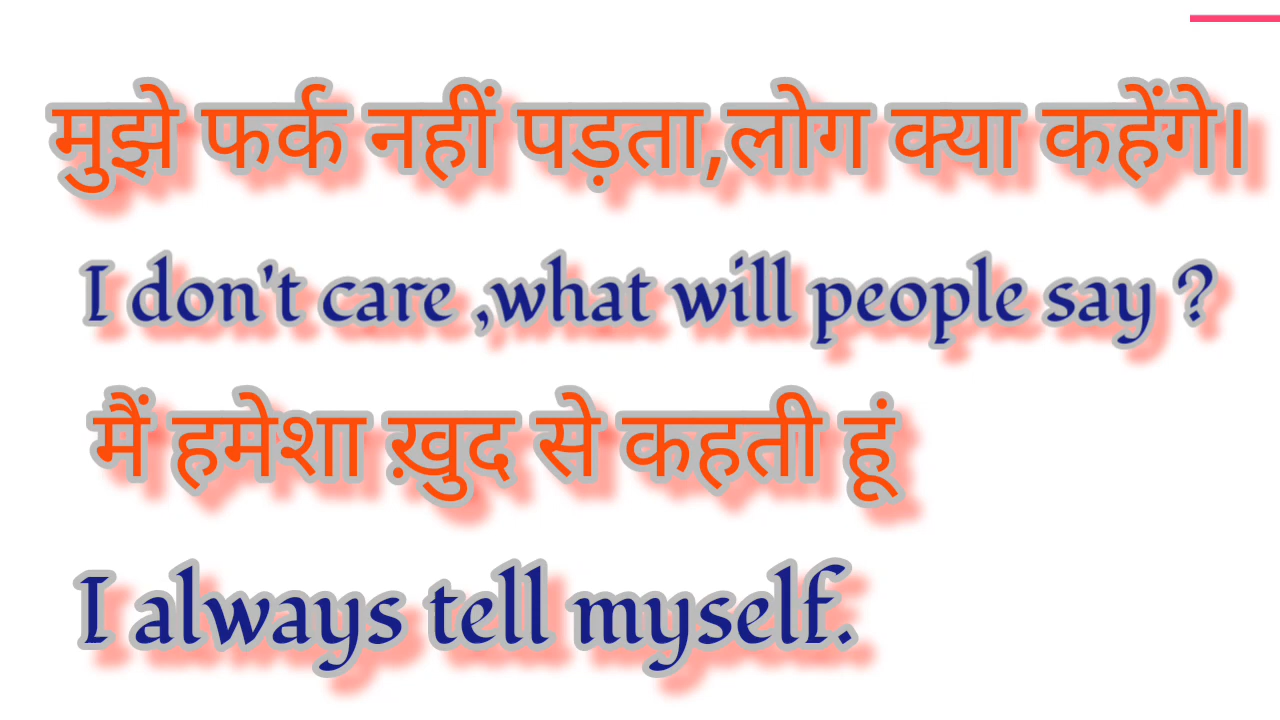 मुझे फर्क नहीं पड़ता,लोग क्या कहेंगे।
I don't care ,what will people say ?
मैं हमेशा ख़ुद से कहती हूं
I always tell myself.